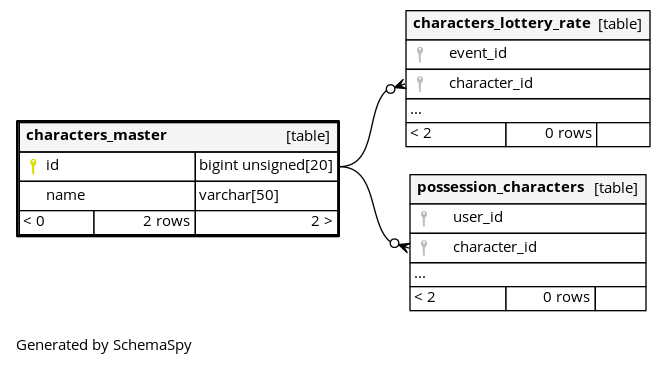 characters_lottery_rate [table]
event_id
character_id
...
< 2 0 rows
characters_master [table]
id bigint unsigned[20]
name varchar[50]
< 0 2 rows 2 >
possession_characters [table]
user_id
character_id
...
< 2 0 rows
Generated by SchemaSpy